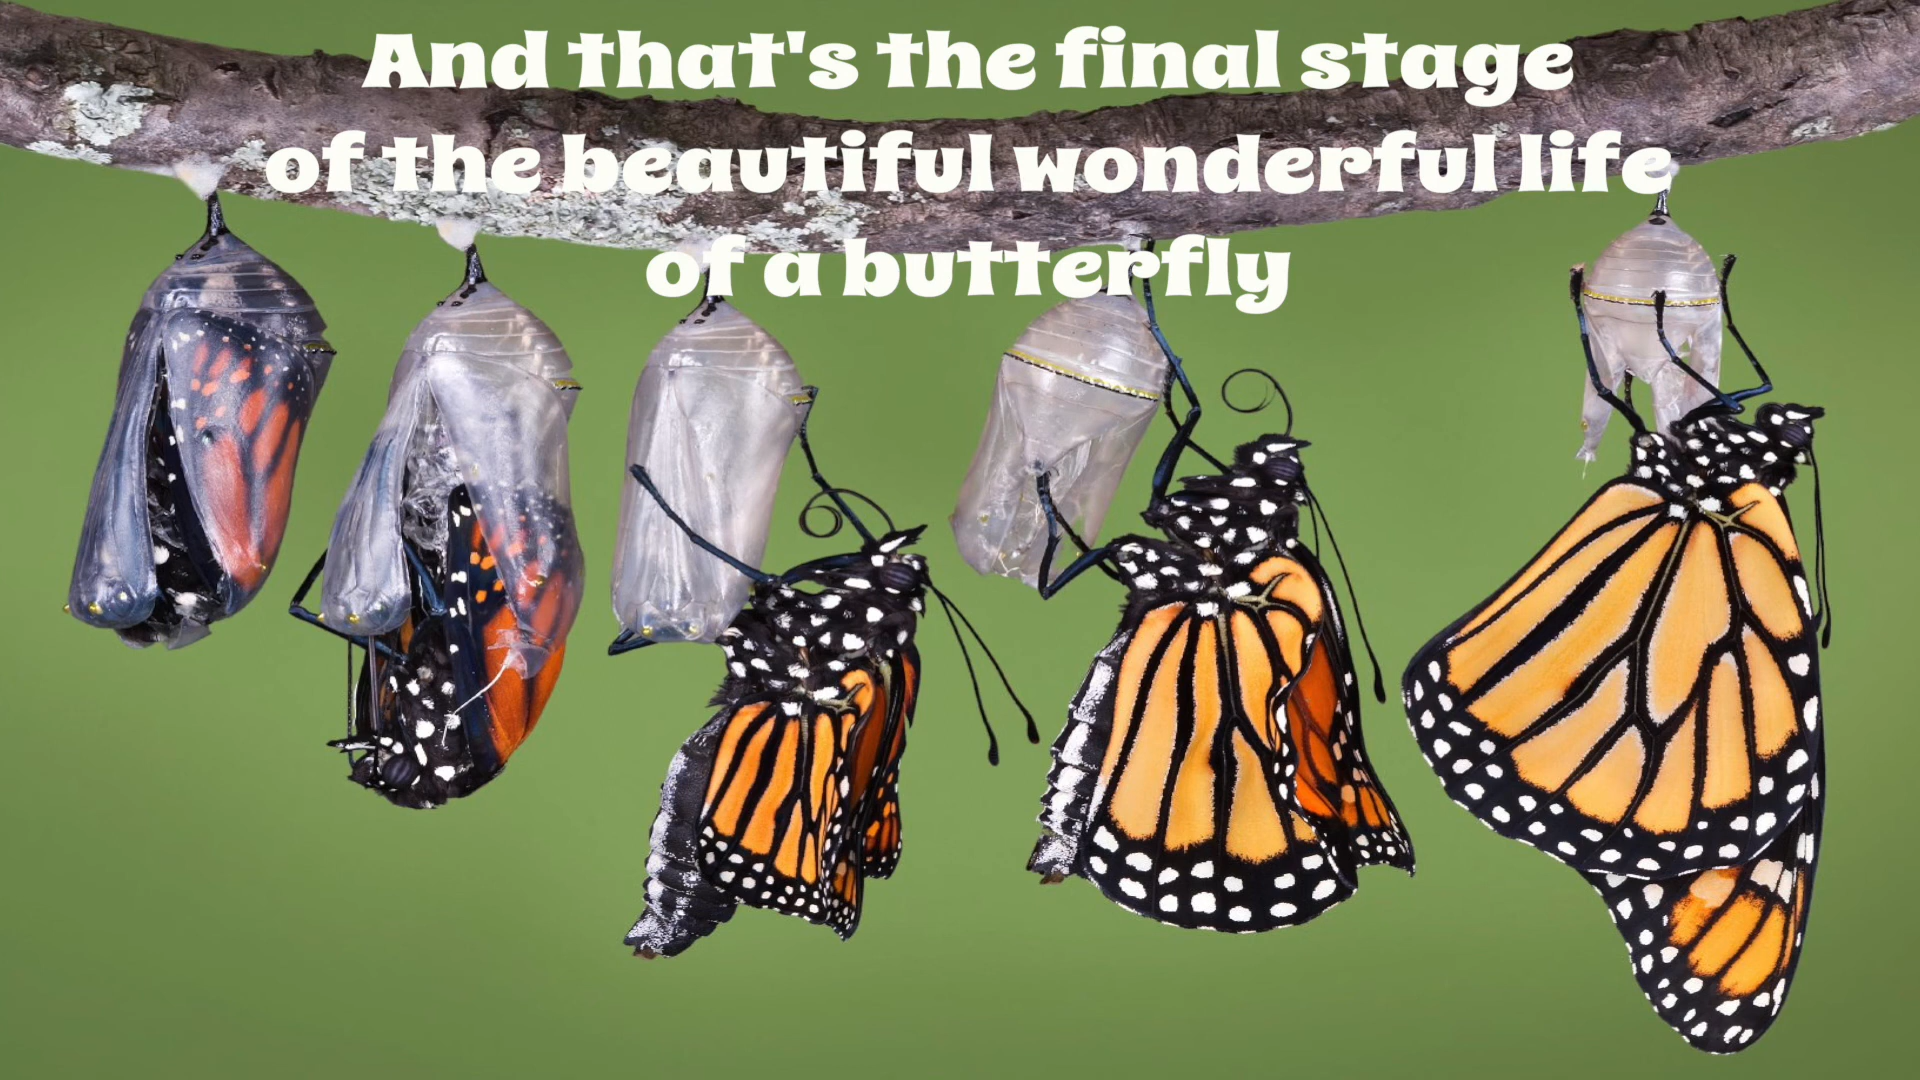 And that's the final stage
of the beautiful wonderful life
of a butterfly